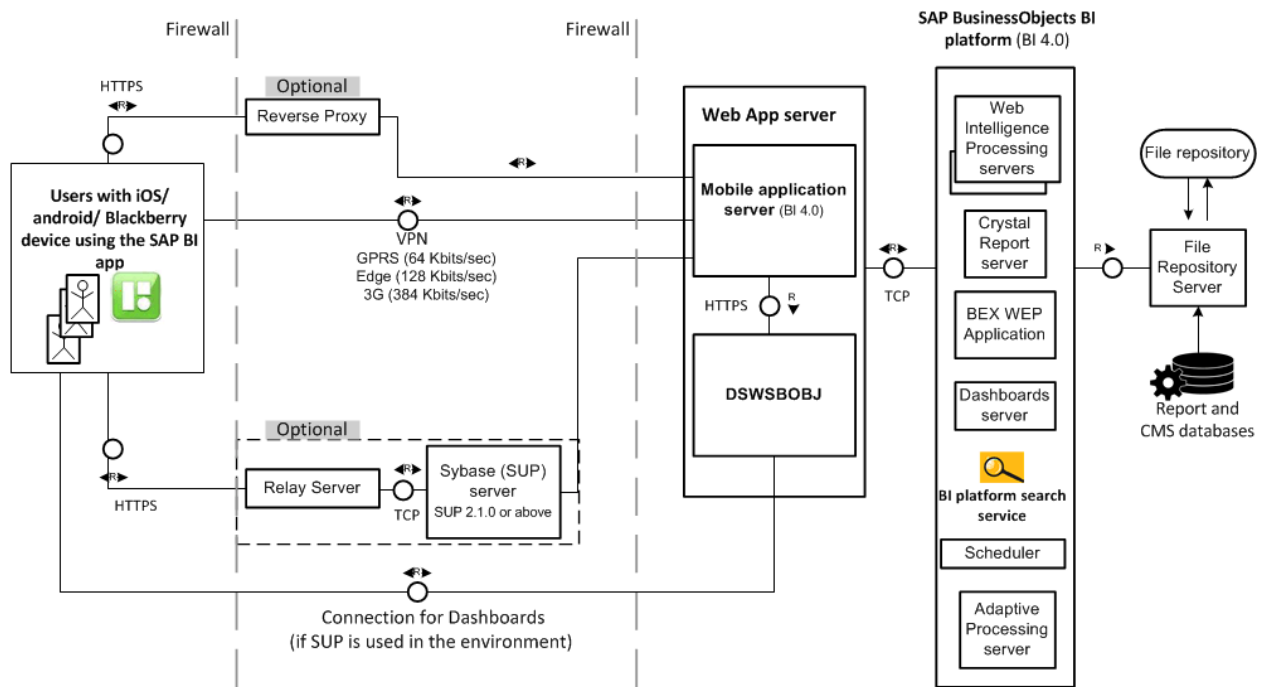 Firewall
Firewall
SAP BusinessObjects BI
platform (BI 4.0)
HTTPS
R
Optional
Reverse Proxy
R
Users with iOS/
android/ Blackberry
device using the SAP BI
app
R
VPN
GPRS (64 Kbits/sec)
Edge (128 Kbits/sec)
3G (384 Kbits/sec)
Web App server
Mobile application
server (BI 4.0)
HTTPS
R
DSWSBOBJ
R
TCP
Web
Intelligence
Processing
servers
Crystal
Report
server
BEX WEP
Application
Dashboards
server
BI platform search
service
Scheduler
Adaptive
Processing
server
R
File repository
File
Repository
Server
Report and
CMS databases
R
HTTPS
Optional
Relay Server
R
TCP
Sybase (SUP)
server
SUP 2.1.0 or above
R
Connection for Dashboards
(if SUP is used in the environment)